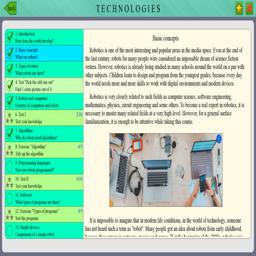 Back
TECHNOLOGIES
1. Introduction
How does the world develop?
2. Basic concepts
What are robots?
3. Types of robots
What robots are there?
4. Test "Pick the odd one out"
Find 1 extra picture out of 4
5. Robots and computers
Features of computers and robots
6. Test 1
Test your knowledge
7. Algorithms
Why do robots need algorithms?
8. Exercise "Algorithm"
Tidy up the algorithm
9. Programming languages
How are robots programmed?
10. Test II
Test your knowledge
11. Software
What types of programs are there?
12. Exercise "Types of programs"
Sort the programs
13. Simple devices
Components of a simple robot
Basic concepts
Robotics is one of the most interesting and popular areas in the media space. Even at the end of
the last century, robots for many people were considered an impossible dream of science fiction
writers. However, robotics is already being studied in many schools around the world on a par with
other subjects. Children learn to design and program from the youngest grades, because every day
the world needs more and more skills to work with digital environments and modern devices.
Robotics is very closely related to such fields as computer science, software engineering,
mathematics, physics, circuit engineering and some others. To become a real expert in robotics, it is
necessary to master many related fields at a very high level. However, for a general surface
familiarization, it is enough to be attentive while taking this course.
It is impossible to imagine that in modern life conditions, in the world of technology, someone
has not heard such a term as "robot". Many people got an idea about robots from early childhood,